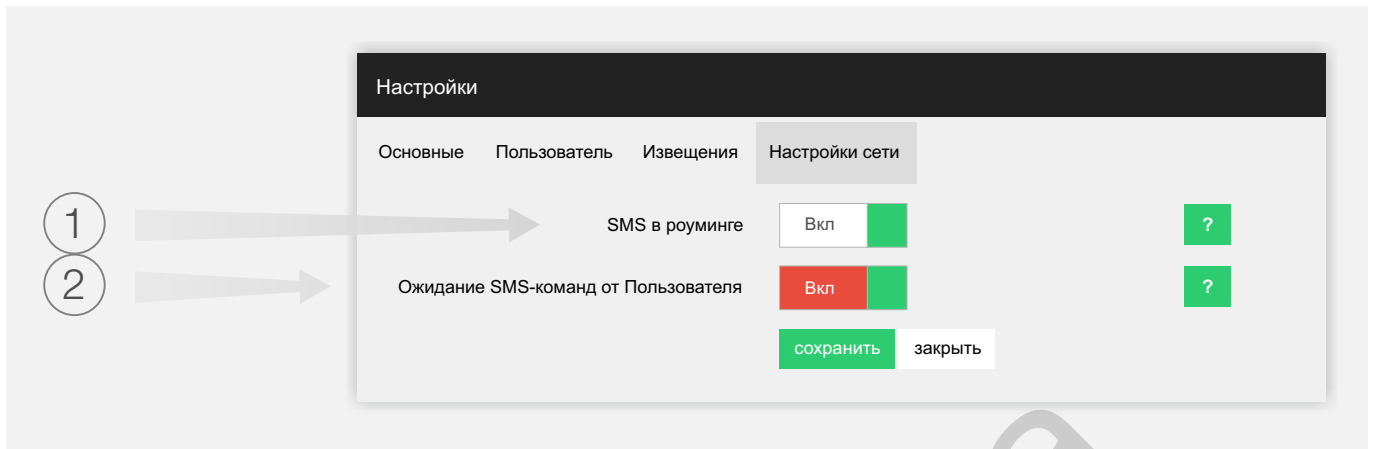 Настройки
Основные Пользователь Извещения Настройки сети
1 SMS в роуминге Вкл ?
2 Ожидание SMS-команд от Пользователя Вкл ?
сохранить закрыть